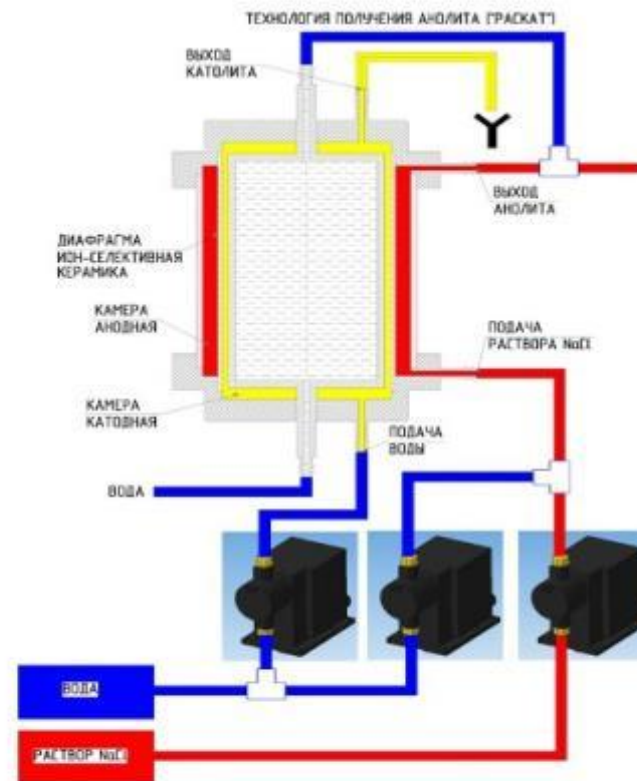 ТЕХНОЛОГИЯ ПОЛУЧЕНИЯ АНОЛИТА ("РАСКАТ")
ВЫХОД
КАТОЛИТА
ВЫХОД
АНОЛИТА
ДИАФРАГМА
ИОН-СЕЛЕКТИВНАЯ
КЕРАМИКА
КАМЕРА
АНОДНАЯ
ПОДАЧА
РАСТВОРА NaCl
КАМЕРА
КАТОДНАЯ
ПОДАЧА
ВОДЫ
ВОДА
ВОДА
РАСТВОР NaCl